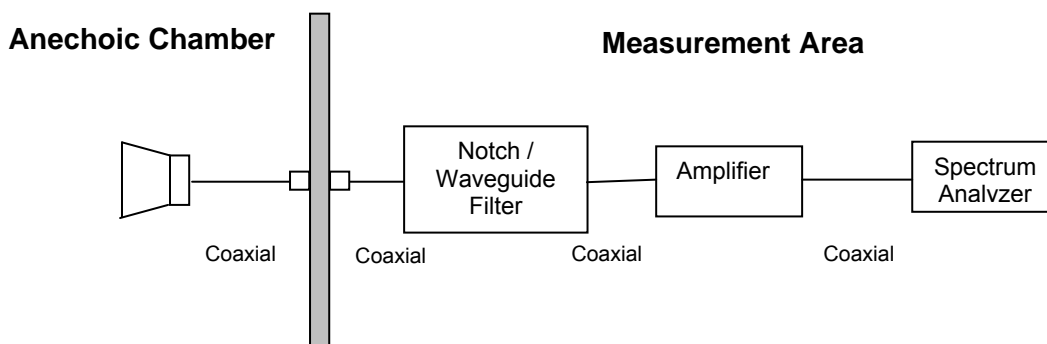 Anechoic Chamber
Measurement Area
Notch /
Waveguide
Filter
Amplifier
Spectrum
Analvzer
Coaxial
Coaxial
Coaxial
Coaxial